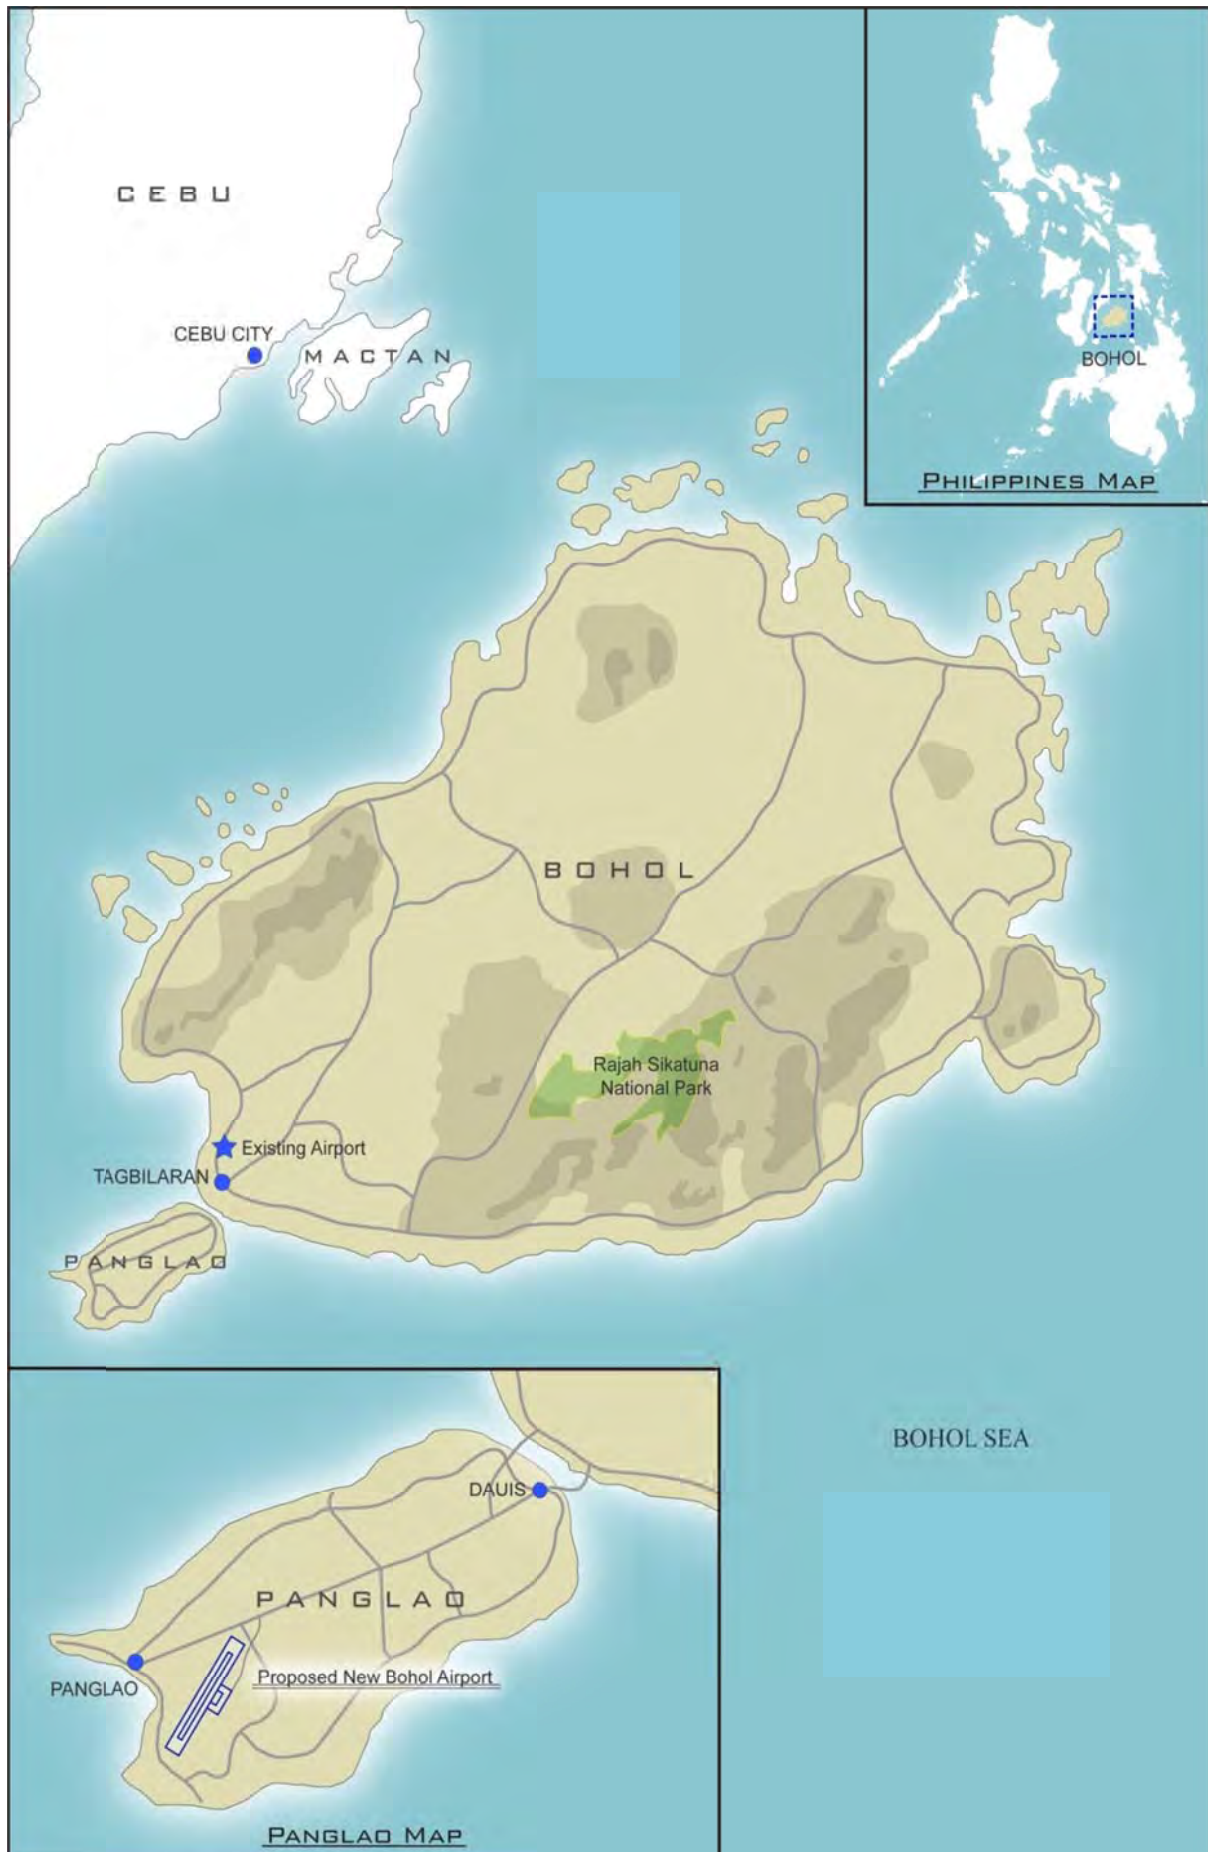 CEBU
CEBU CITY
MACTAN
BOHOL
PHILIPPINES MAP
BOHOL
Rajah Sikatuna
National Park
Existing Airport
TAGBILARAN
PANGLAO
BOHOL SEA
DAUIS
PANGLAO
Proposed New Bohol Airport
PANGLAO
PANGLAO MAP